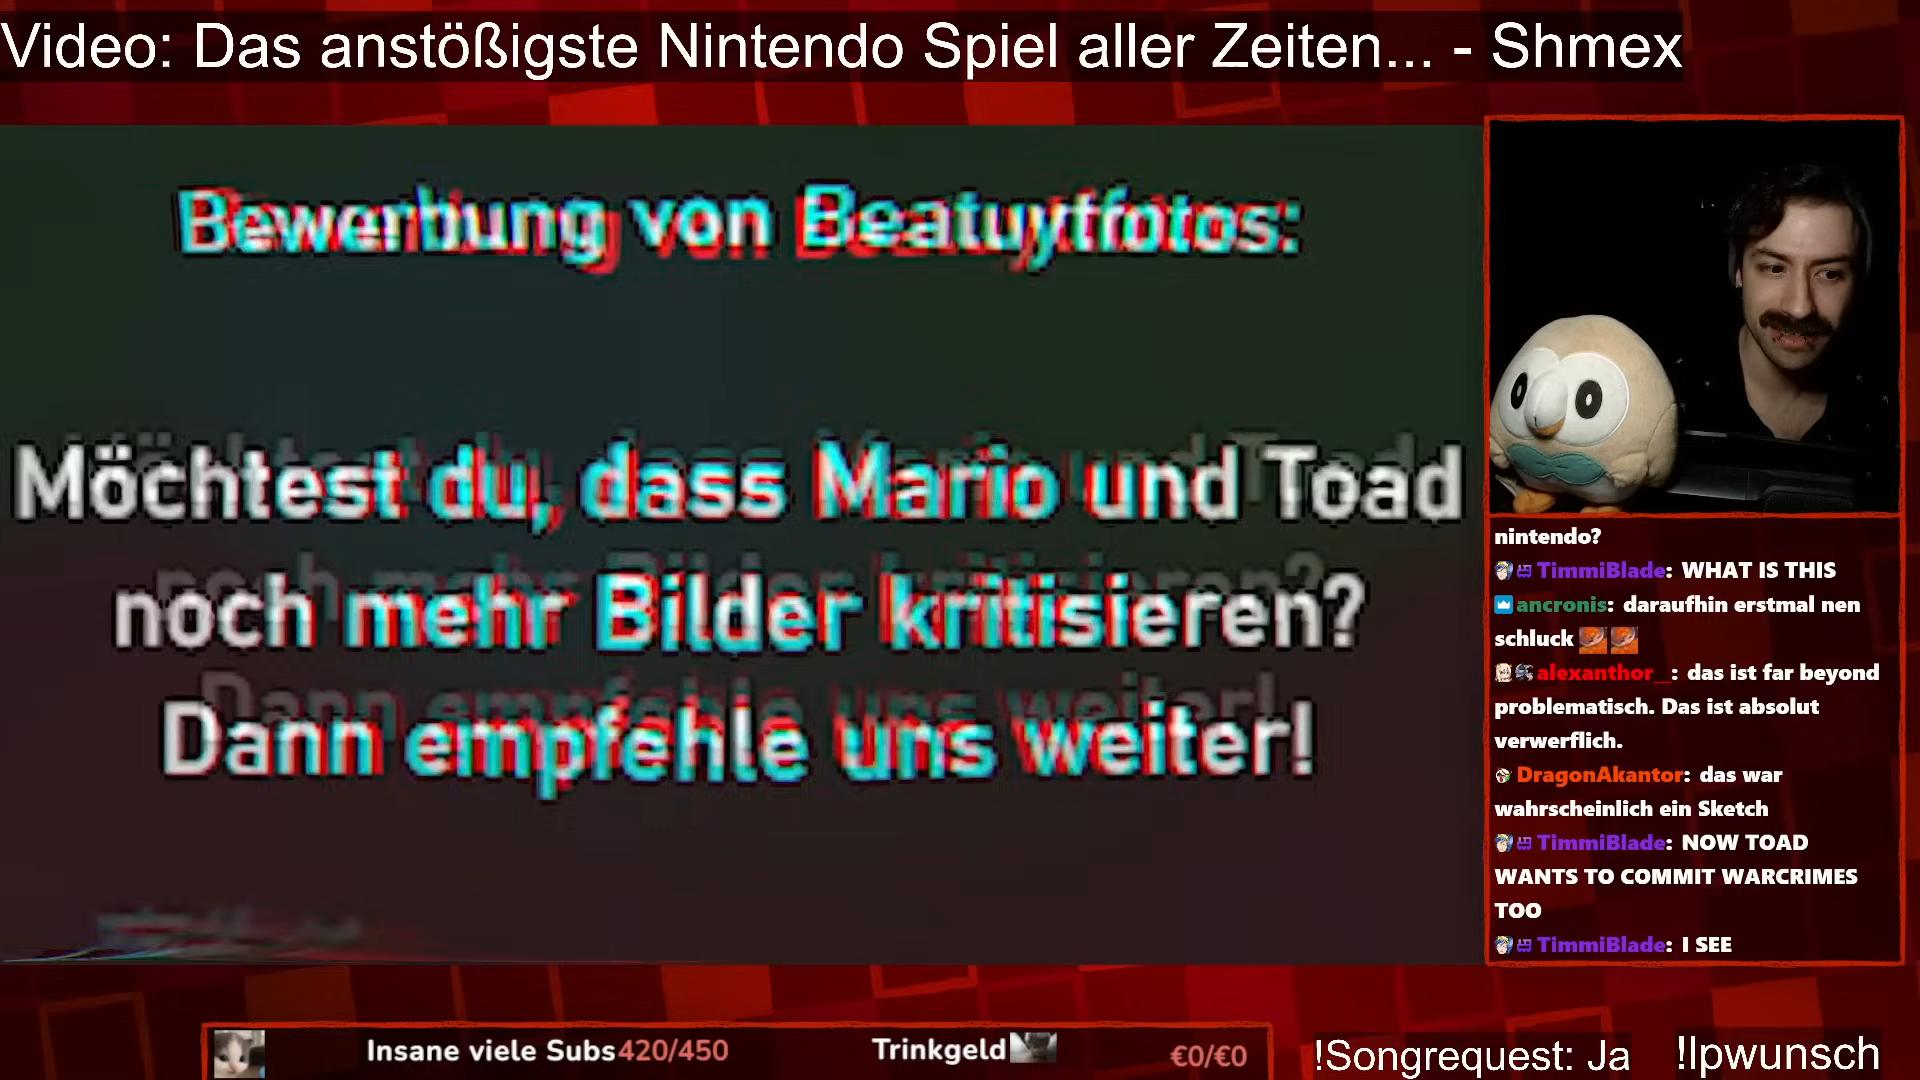 Video: Das anstößigste Nintendo Spiel aller Zeiten... - Shmex
Bewerbung von Beatuytfotos:
Möchtest du, dass Mario und Toad
noch mehr Bilder kritisieren?
Dann empfehle uns weiter!
nintendo?
TimmiBlade: WHAT IS THIS
ancronis: daraufhin erstmal nen
schluck
alexanthor__: das ist far beyond
problematisch. Das ist absolut
verwerflich.
DragonAkantor: das war
wahrscheinlich ein Sketch
TimmiBlade: NOW TOAD
WANTS TO COMMIT WARCRIMES
TOO
TimmiBlade: I SEE
Insane viele Subs 420/450
Trinkgeld €0/€0
!Songrequest: Ja
!lpwunsch